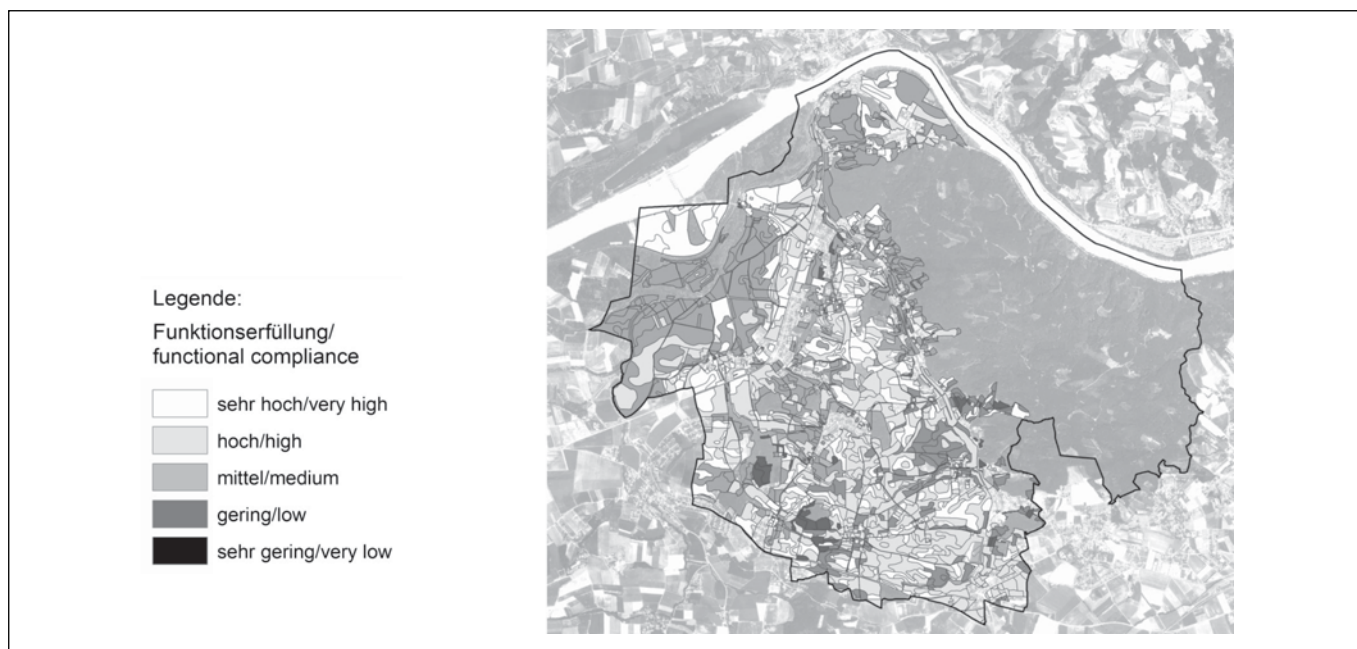 Legende:
Funktionserfüllung/
functional compliance
sehr hoch/very high
hoch/high
mittel/medium
gering/low
sehr gering/very low